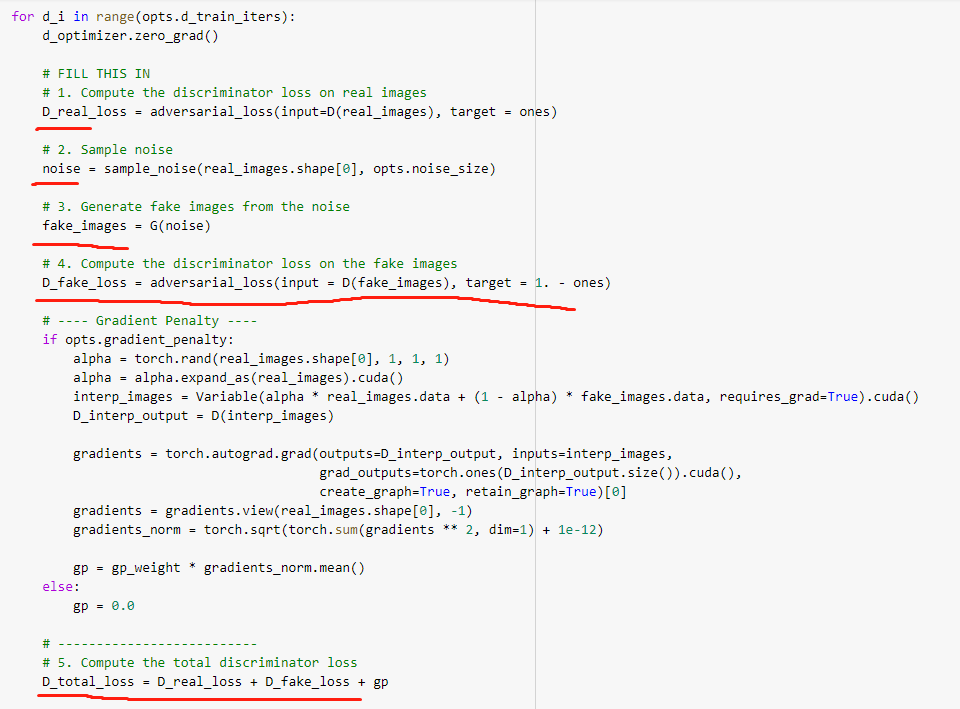 for d_i in range(opts.d_train_iters):
    d_optimizer.zero_grad()
    # FILL THIS IN
    # 1. Compute the discriminator loss on real images
    D_real_loss = adversarial_loss(input=D(real_images), target = ones)
    # 2. Sample noise
    noise = sample_noise(real_images.shape[0], opts.noise_size)
    # 3. Generate fake images from the noise
    fake_images = G(noise)
    # 4. Compute the discriminator loss on the fake images
    D_fake_loss = adversarial_loss(input = D(fake_images), target = 1. - ones)
    # ---- Gradient Penalty ----
    if opts.gradient_penalty:
        alpha = torch.rand(real_images.shape[0], 1, 1, 1)
        alpha = alpha.expand_as(real_images).cuda()
        interp_images = Variable(alpha * real_images.data + (1 - alpha) * fake_images.data, requires_grad=True).cuda()
        D_interp_output = D(interp_images)
        gradients = torch.autograd.grad(outputs=D_interp_output, inputs=interp_images,
                                        grad_outputs=torch.ones(D_interp_output.size()).cuda(),
                                        create_graph=True, retain_graph=True)[0]
        gradients = gradients.view(real_images.shape[0], -1)
        gradients_norm = torch.sqrt(torch.sum(gradients ** 2, dim=1) + 1e-12)
        gp = gp_weight * gradients_norm.mean()
    else:
        gp = 0.0
    # --------------------------
    # 5. Compute the total discriminator loss
    D_total_loss = D_real_loss + D_fake_loss + gp